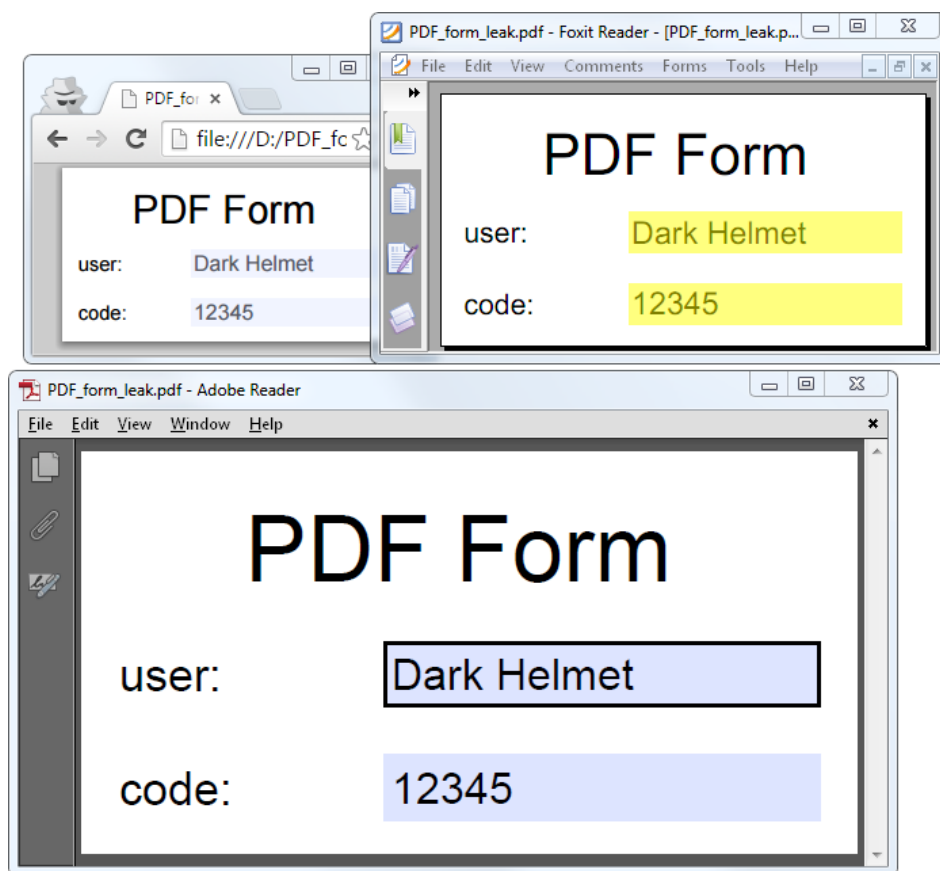 PDF_form_leak.pdf - Foxit Reader - [PDF_form_leak.p...
File Edit View Comments Forms Tools Help
PDF Form
user: Dark Helmet
code: 12345
PDF_for
file:///D:/PDF_fo
PDF Form
user: Dark Helmet
code: 12345
PDF_form_leak.pdf - Adobe Reader
File Edit View Window Help
PDF Form
user: Dark Helmet
code: 12345